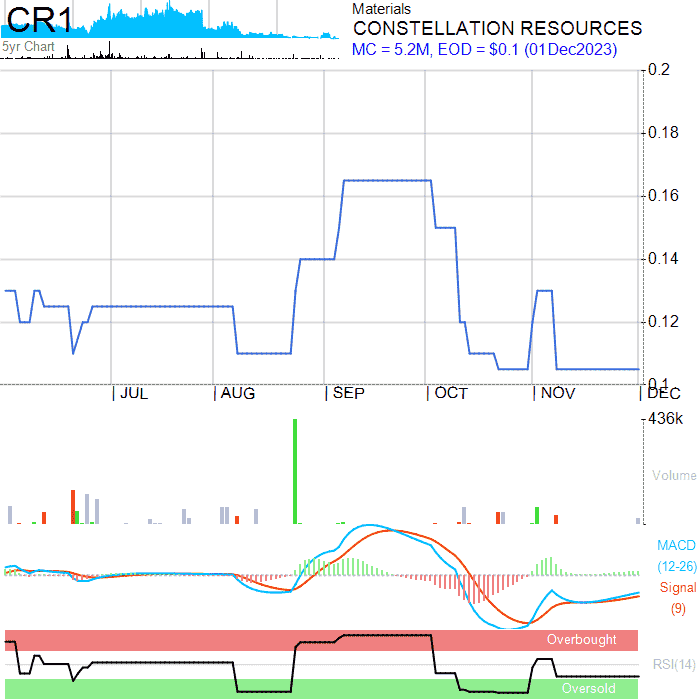 CR1
5yr Chart
Materials
CONSTELLATION RESOURCES
MC = 5.2M, EOD = $0.1 (01Dec2023)
0.2
0.18
0.16
0.14
0.12
0.1
JUL
AUG
SEP
OCT
NOV
DEC
436k
Volume
MACD
(12-26)
Signal
(9)
Overbought
RSI(14)
Oversold